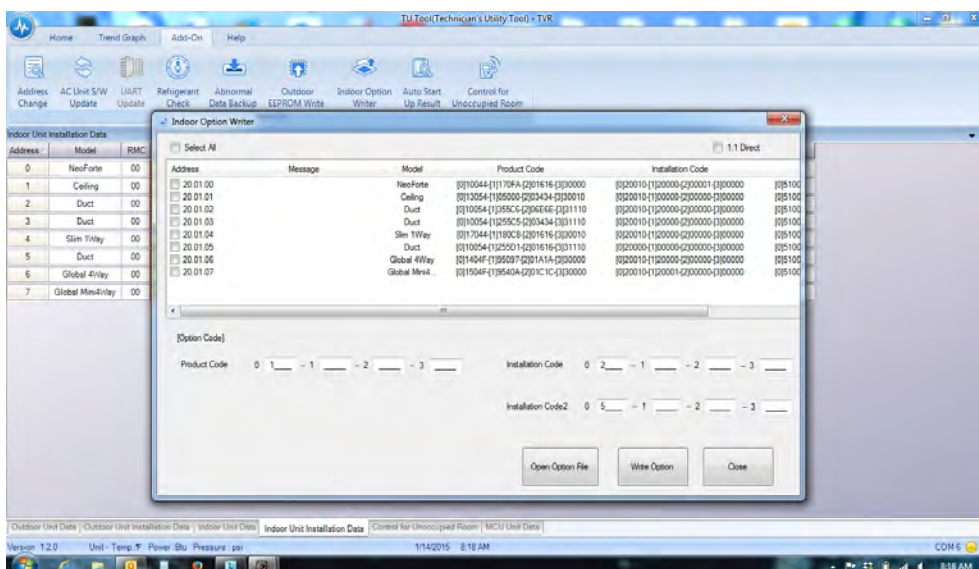 TU Tool(Technician's Utility Tool) - TVR
Home Trend Graph Add-On Help
Address Change
AC Unit S/W Update
UART Update
Refrigerant Check
Abnormal Data Backup
Outdoor EEPROM Write
Indoor Option Writer
Auto Start Up Result
Control for Unoccupied Room
Indoor Unit Installation Data
Address Model RMC
0 NeoForte 00
1 Ceiling 00
2 Duct 00
3 Duct 00
4 Slim 1Way 00
5 Duct 00
6 Global 4Way 00
7 Global Mini4Way 00
Indoor Option Writer
Select All 1:1 Direct
Address Message Model Product Code Installation Code
20.01.00 NeoForte [0]10044-[1]170FA-[2]01616-[3]30000 [0]20010-[1]20000-[2]00001-[3]00000 [0]5100
20.01.01 Ceiling [0]13054-[1]05000-[2]03434-[3]30010 [0]20010-[1]00000-[2]00000-[3]00000 [0]5100
20.01.02 Duct [0]10054-[1]355C6-[2]06E6E-[3]31110 [0]20010-[1]20000-[2]00000-[3]00000 [0]5100
20.01.03 Duct [0]10054-[1]255C5-[2]03434-[3]31110 [0]20010-[1]00000-[2]00000-[3]00000 [0]5100
20.01.04 Slim 1Way [0]17044-[1]180C8-[2]01616-[3]30010 [0]20010-[1]20000-[2]00000-[3]00000 [0]5100
20.01.05 Duct [0]10054-[1]255D1-[2]01616-[3]31110 [0]20000-[1]00000-[2]00000-[3]00000 [0]5100
20.01.06 Global 4Way [0]1404F-[1]95097-[2]01A1A-[3]30000 [0]20010-[1]20000-[2]00000-[3]00000 [0]5100
20.01.07 Global Mini4... [0]1504F-[1]9540A-[2]01C1C-[3]30000 [0]20010-[1]20001-[2]00000-[3]00000 [0]5100
[Option Code]
Product Code 0 1___ - 1 ____ - 2 ____ - 3 ____ Installation Code 0 2___ - 1 ____ - 2 ____ - 3 ____
Installation Code2 0 5___ - 1 ____ - 2 ____ - 3 ____
Open Option File Write Option Close
Outdoor Unit Data Outdoor Unit Installation Data Indoor Unit Data Indoor Unit Installation Data Control for Unoccupied Room MCU Unit Data
Version 1.2.0 Unit - Temp.:℉ Power :Btu Pressure : psi 1/14/2015 8:18 AM COM 6
8:18 AM